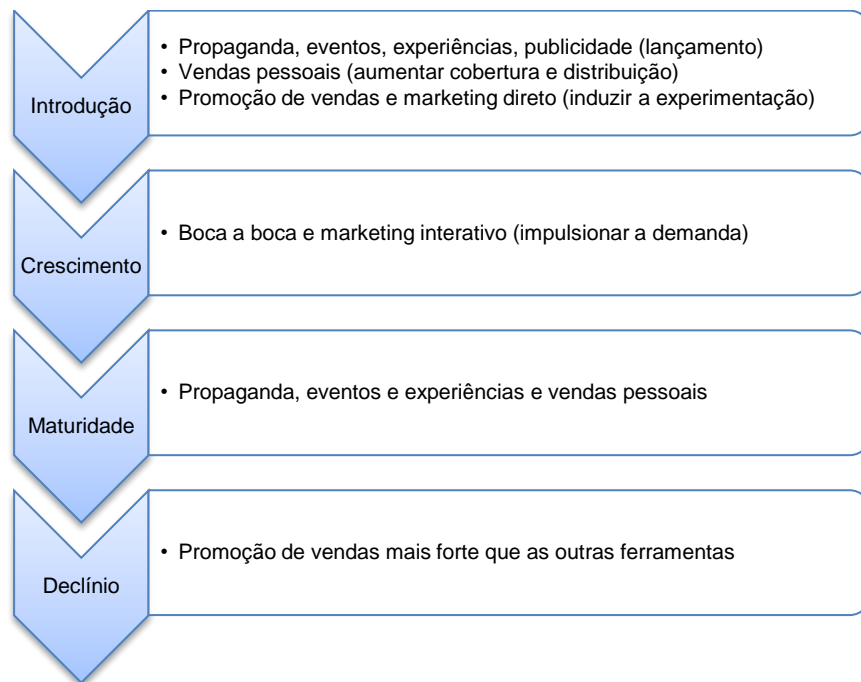 Introdução
• Propaganda, eventos, experiências, publicidade (lançamento)
• Vendas pessoais (aumentar cobertura e distribuição)
• Promoção de vendas e marketing direto (induzir a experimentação)
Crescimento
• Boca a boca e marketing interativo (impulsionar a demanda)
Maturidade
• Propaganda, eventos e experiências e vendas pessoais
Declínio
• Promoção de vendas mais forte que as outras ferramentas